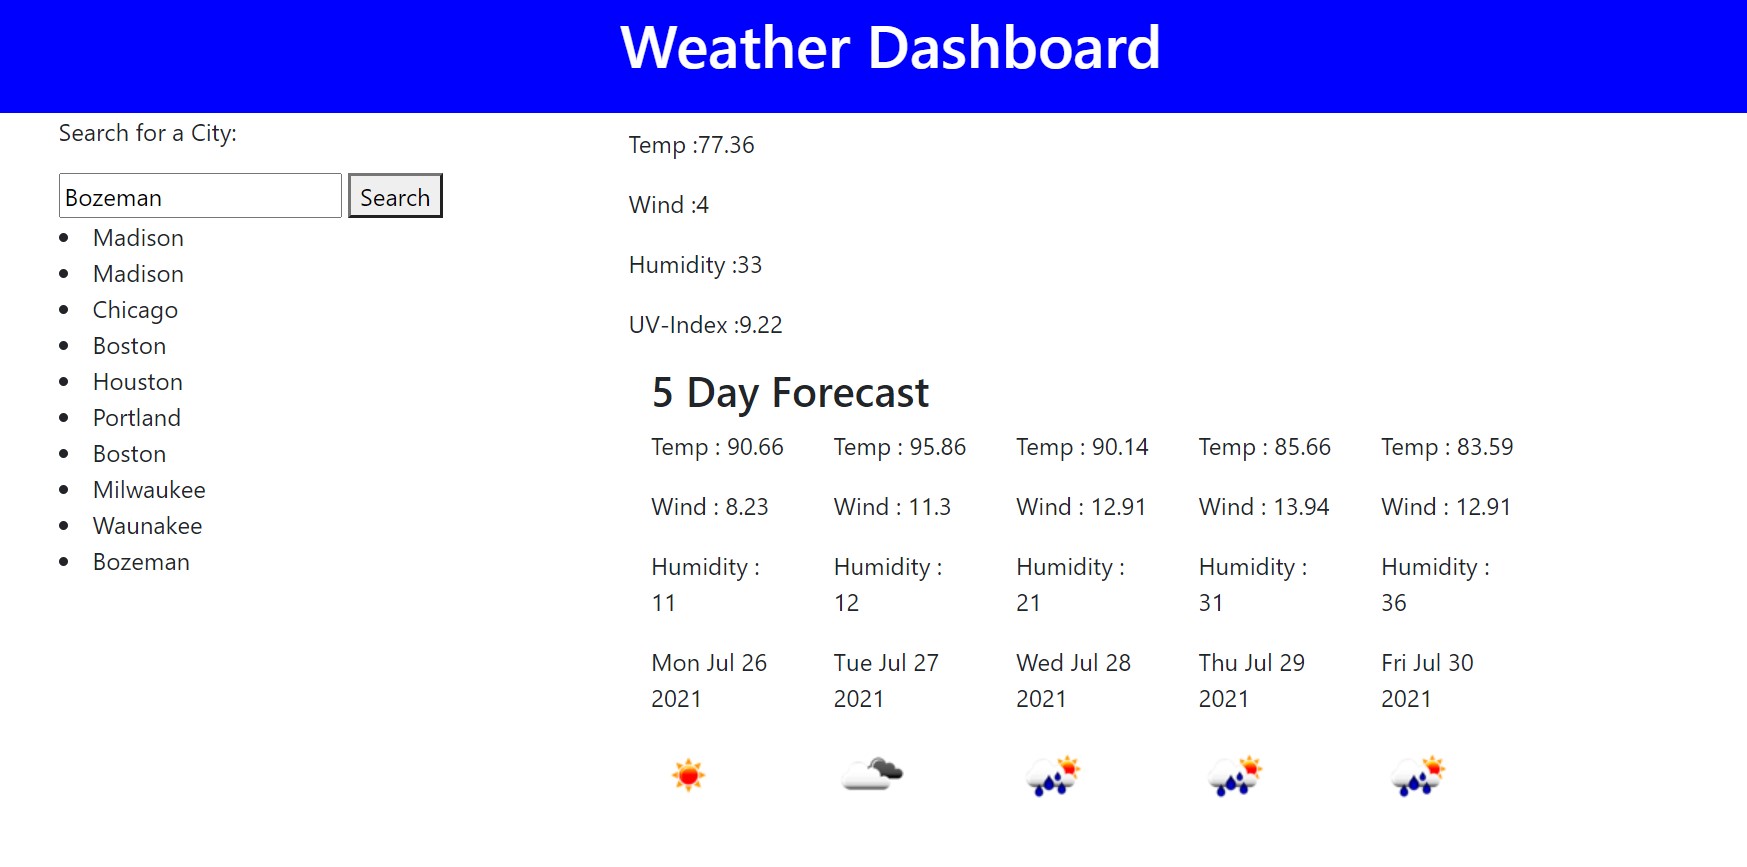 Weather Dashboard
Search for a City:
Bozeman Search
Madison
Madison
Chicago
Boston
Houston
Portland
Boston
Milwaukee
Waunakee
Bozeman
Temp :77.36
Wind :4
Humidity :33
UV-Index :9.22
5 Day Forecast
Temp : 90.66
Wind : 8.23
Humidity :
11
Mon Jul 26
2021
Temp : 95.86
Wind : 11.3
Humidity :
12
Tue Jul 27
2021
Temp : 90.14
Wind : 12.91
Humidity :
21
Wed Jul 28
2021
Temp : 85.66
Wind : 13.94
Humidity :
31
Thu Jul 29
2021
Temp : 83.59
Wind : 12.91
Humidity :
36
Fri Jul 30
2021